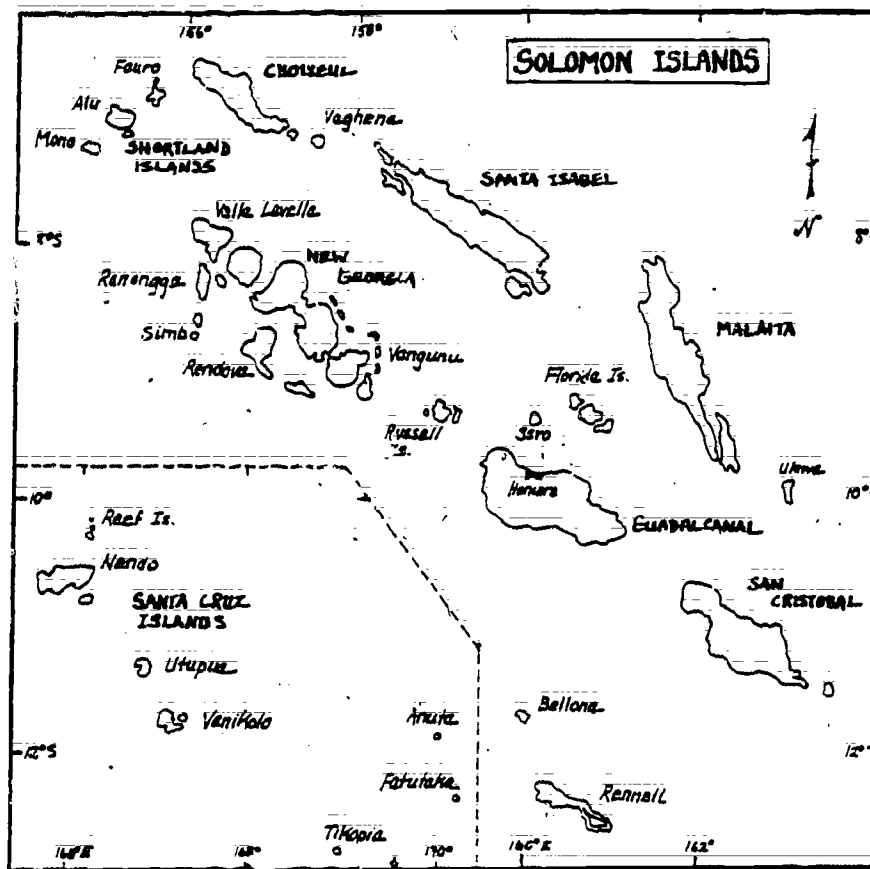 156°
158°
SOLOMON ISLANDS
Fauro
CHOISEUL
Alu
Vaghena
Mono
SHORTLAND
ISLANDS
SANTA ISABEL
N
Vella Lavella
8°S
8°
NEW
GEORGIA
Ranongga
Simbo
MALAITA
Vangunu
Rendova
Florida Is.
Russell
Is.
Savo
Ulawa
Honiara
10°
10°
Reef Is.
GUADALCANAL
Nendo
SAN
CRISTOBAL
SANTA CRUZ
ISLANDS
Utupua
Vanikolo
Anuta
Bellona
12°S
12°
Fatutaka
Rennell
Tikopia
168°
170°
160°E
162°